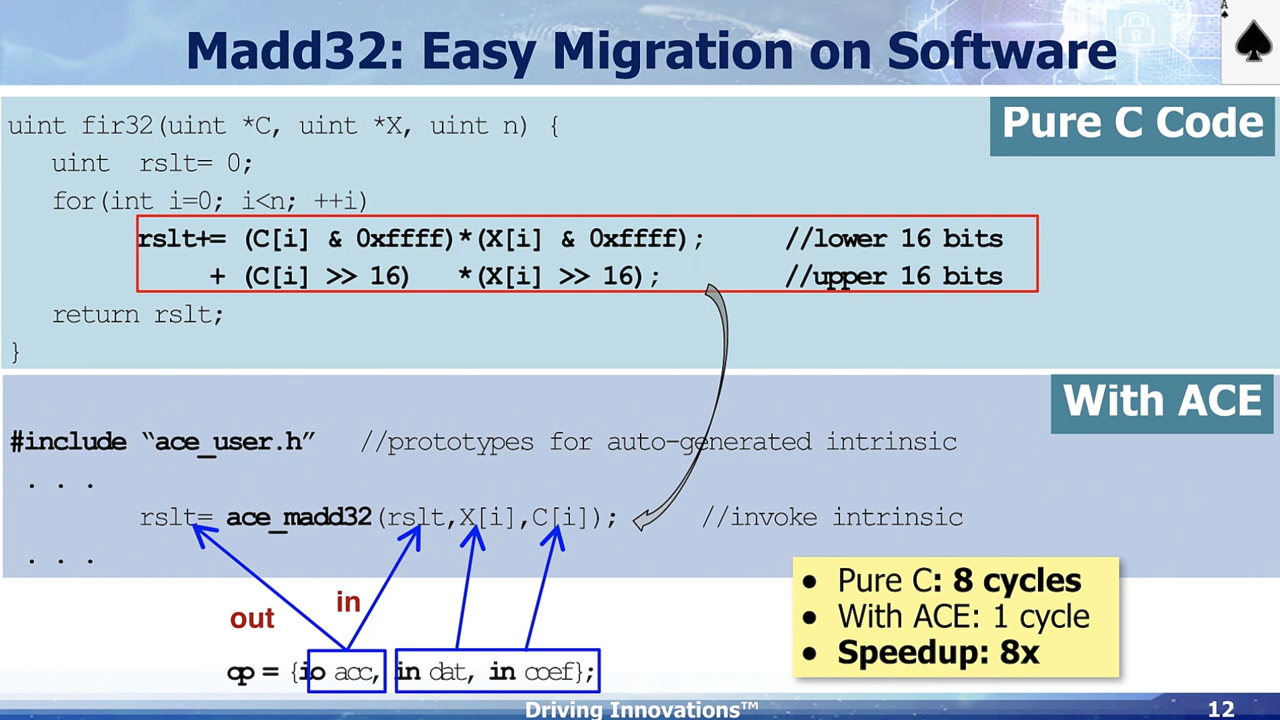 A
Madd32: Easy Migration on Software
Pure C Code
uint fir32(uint *C, uint *X, uint n) {
uint rslt= 0;
for(int i=0; i<n; ++i)
rslt+= (C[i] & 0xffff)*(X[i] & 0xffff); //lower 16 bits
+ (C[i] >> 16) *(X[i] >> 16); //upper 16 bits
return rslt;
}
With ACE
#include “ace_user.h” //prototypes for auto-generated intrinsic
. . .
rslt= ace_madd32(rslt,X[i],C[i]); //invoke intrinsic
. . .
out
in
op = {io acc, in dat, in coef};
• Pure C: 8 cycles
• With ACE: 1 cycle
• Speedup: 8x
Driving Innovations™
12